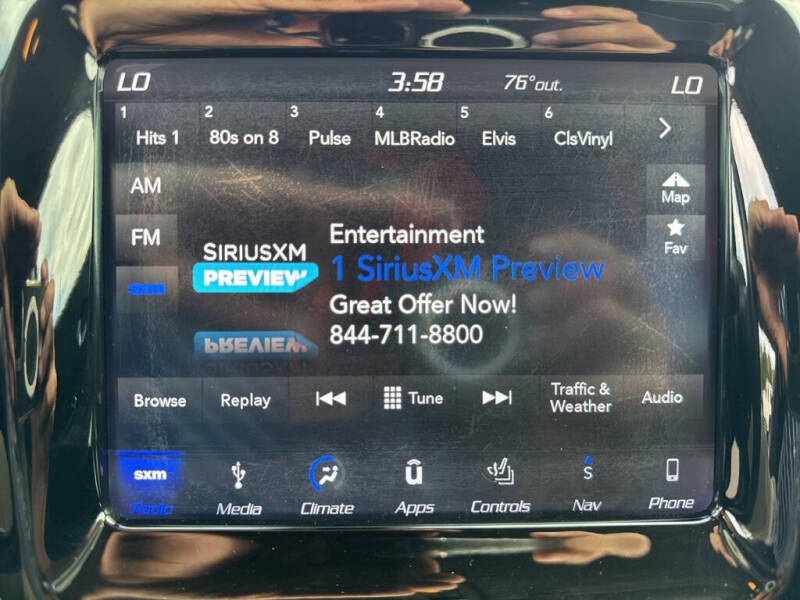 LO 3:58 76° out. LO
1 2 3 4 5 6
Hits 1 80s on 8 Pulse MLBRadio Elvis ClsVinyl
AM
Map
FM
Fav
sxm
SIRIUSXM
PREVIEW
Entertainment
1 SiriusXM Preview
Great Offer Now!
844-711-8800
Browse Replay Tune Traffic & Weather Audio
sxm
Radio Media Climate Apps Controls Nav Phone
S